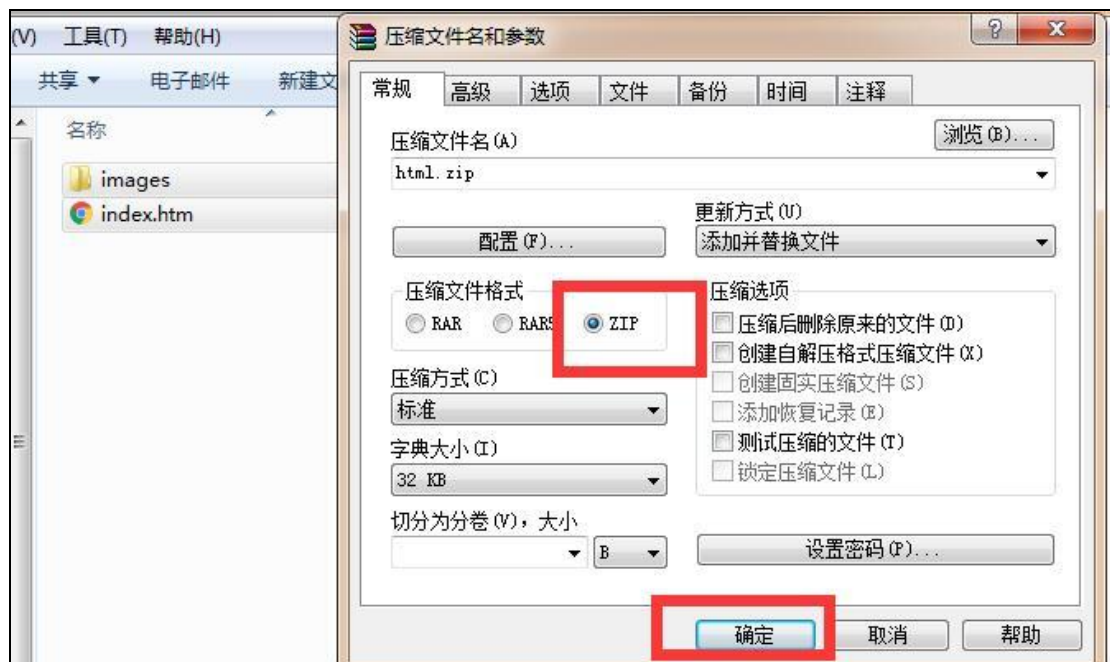 (V) 工具(T) 帮助(H)
共享 电子邮件 新建文
名称
images
index.htm
压缩文件名和参数
常规 高级 选项 文件 备份 时间 注释
压缩文件名(A)
浏览(B)...
html.zip
更新方式(U)
配置(F)...
添加并替换文件
压缩文件格式
RAR RAR5 ZIP
压缩选项
压缩后删除原来的文件(D)
创建自解压格式压缩文件(X)
创建固实压缩文件(S)
添加恢复记录(E)
测试压缩的文件(T)
锁定压缩文件(L)
压缩方式(C)
标准
字典大小(I)
32 KB
切分为分卷(V)，大小
B
设置密码(P)...
确定 取消 帮助